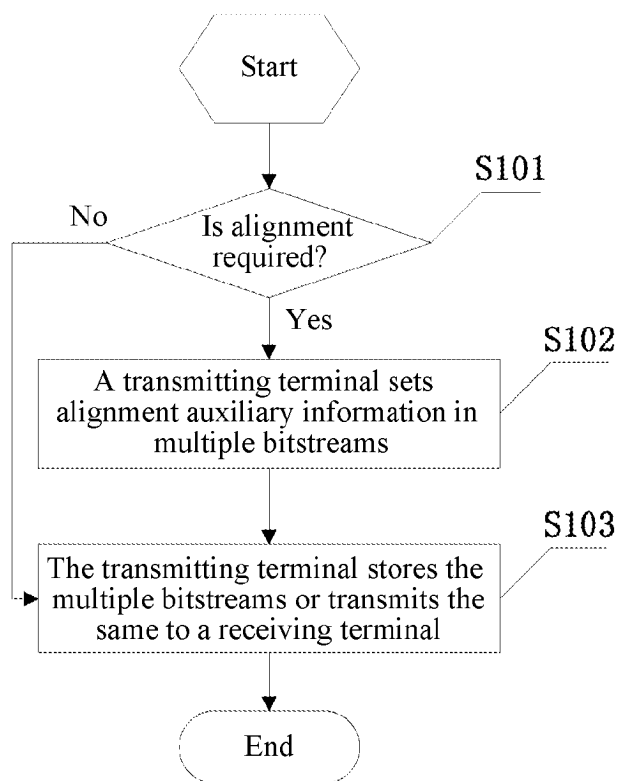 Start
S101
No
Is alignment
required?
Yes
S102
A transmitting terminal sets
alignment auxiliary information in
multiple bitstreams
S103
The transmitting terminal stores the
multiple bitstreams or transmits the
same to a receiving terminal
End